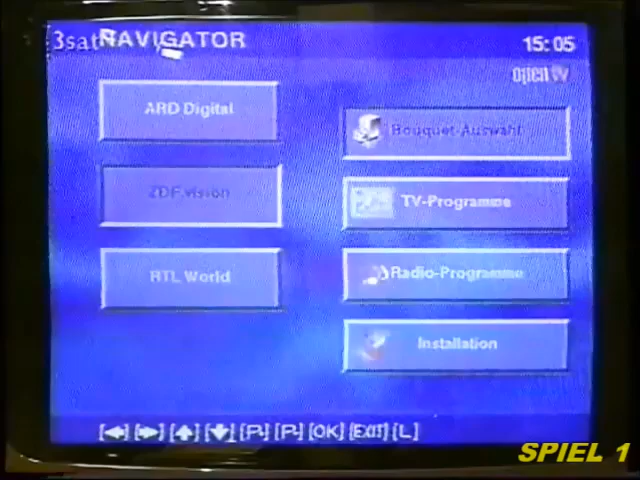 3sat NAVIGATOR
15:05
open tv
ARD Digital
Bouquet-Auswahl
ZDF.vision
TV-Programme
RTL World
Radio-Programme
Installation
[OK] [EXIT] [L]
SPIEL 1